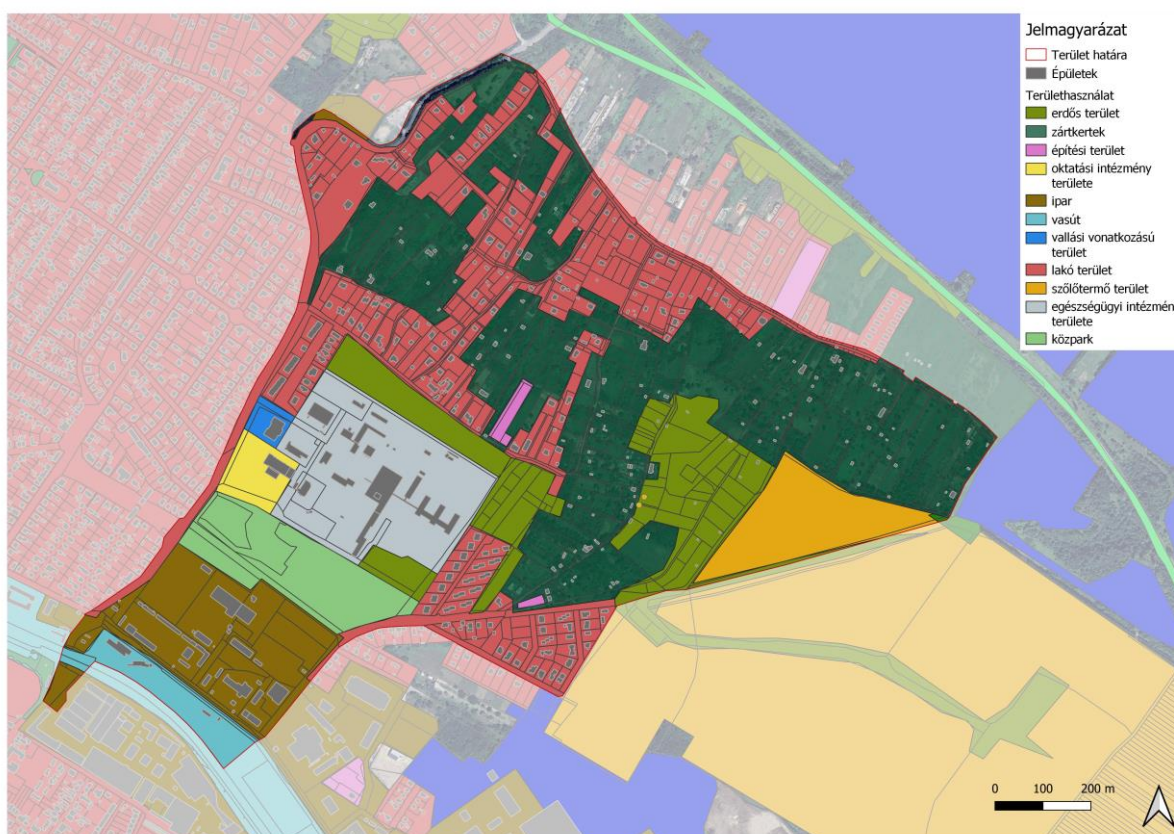 Jelmagyarázat
Terület határa
Épületek
Területhasználat
erdős terület
zártkertek
építési terület
oktatási intézmény
területe
ipar
vasút
vallási vonatkozású
terület
lakó terület
szőlőtermő terület
egészségügyi intézmén
területe
közpark
0 100 200 m